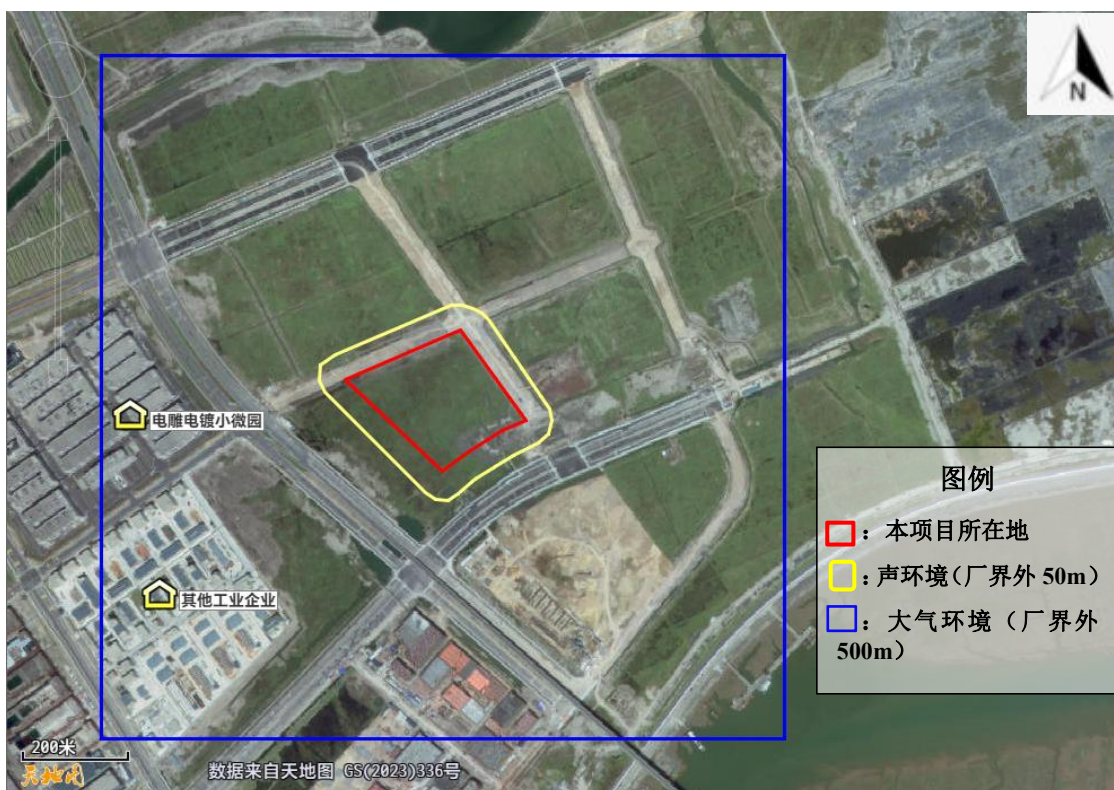 N
电雕电镀小微园
其他工业企业
图例
：本项目所在地
：声环境（厂界外 50m）
：大气环境（厂界外
500m）
200米
天地图
数据来自天地图 GS(2023)336号